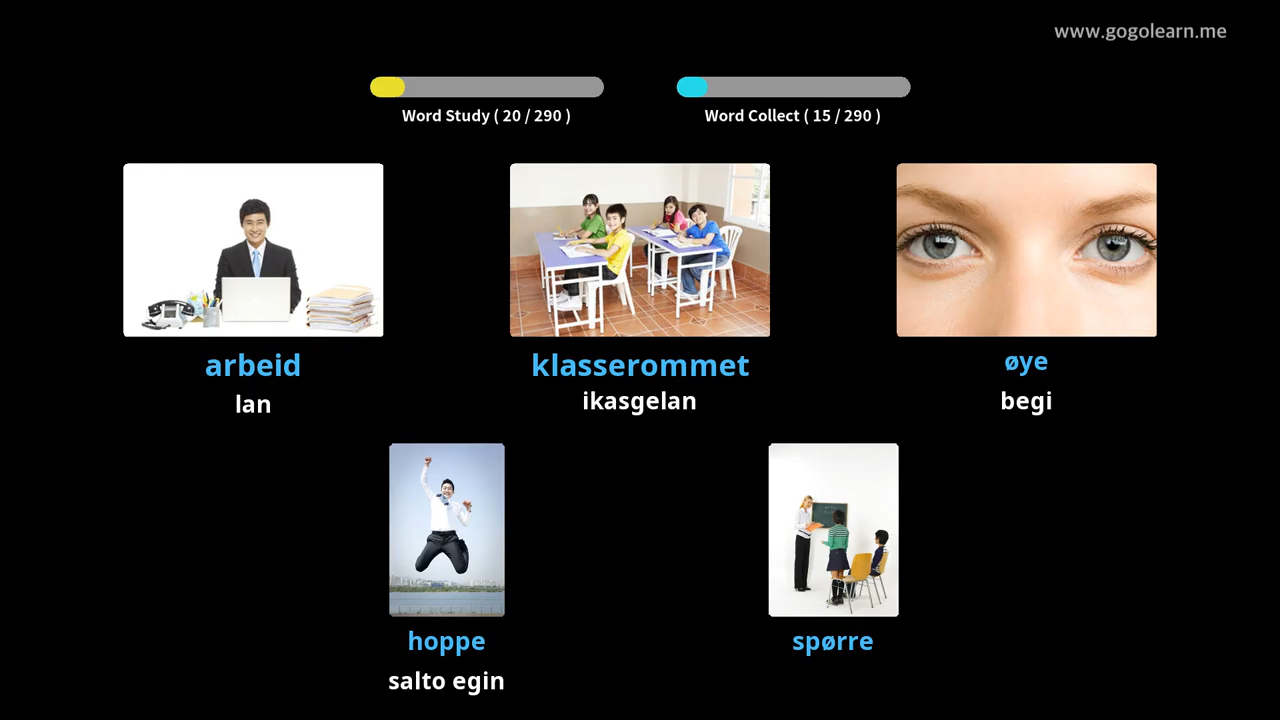 www.gogolearn.me
Word Study ( 20 / 290 )
Word Collect ( 15 / 290 )
arbeid
lan
klasserommet
ikasgelan
øye
begi
hoppe
salto egin
spørre